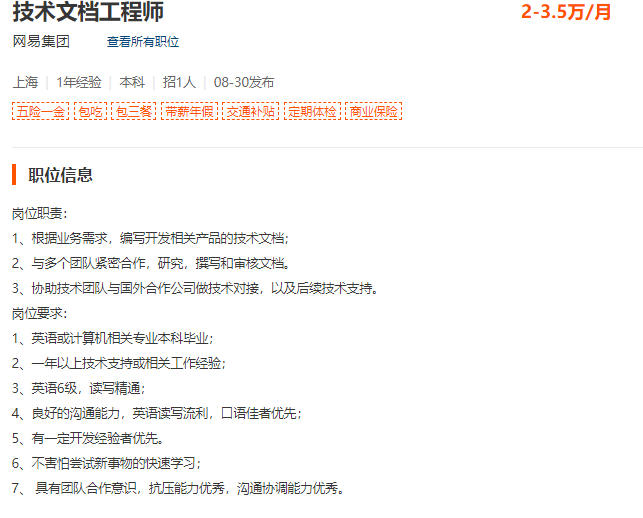 技术文档工程师 2-3.5万/月
网易集团 查看所有职位
上海 | 1年经验 | 本科 | 招1人 | 08-30发布
五险一金 包吃 包三餐 带薪年假 交通补贴 定期体检 商业保险
职位信息
岗位职责：
1、根据业务需求，编写开发相关产品的技术文档；
2、与多个团队紧密合作，研究，撰写和审核文档。
3、协助技术团队与国外合作公司做技术对接，以及后续技术支持。
岗位要求：
1、英语或计算机相关专业本科毕业；
2、一年以上技术支持或相关工作经验；
3、英语6级，读写精通；
4、良好的沟通能力，英语读写流利，口语佳者优先；
5、有一定开发经验者优先。
6、不害怕尝试新事物的快速学习；
7、 具有团队合作意识，抗压能力优秀，沟通协调能力优秀。